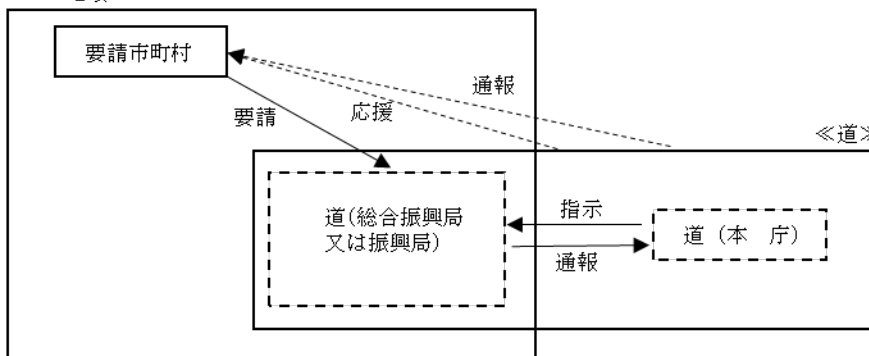 要請市町村
通報
応援
要請
≪道≫
道(総合振興局
又は振興局)
指示
道（本　庁）
通報